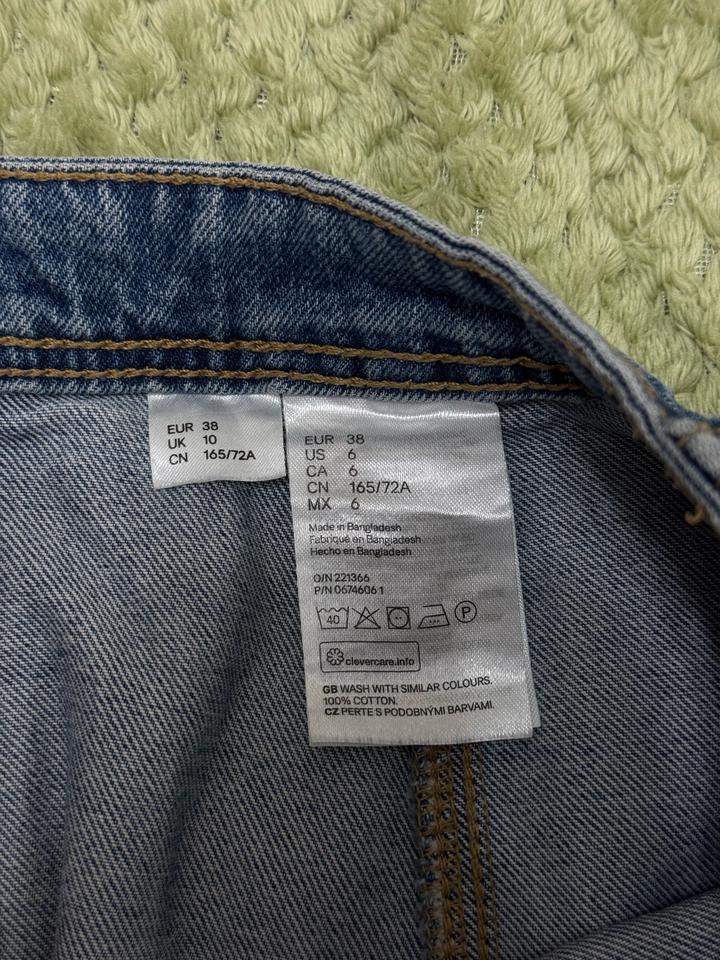 EUR 38
UK 10
CN 165/72A
EUR 38
US 6
CA 6
CN 165/72A
MX 6
Made in Bangladesh
Fabriqué en Bangladesh
Hecho en Bangladesh
O/N 221366
P/N 0674606 1
40 P
clevercare.info
GB WASH WITH SIMILAR COLOURS.
100% COTTON.
CZ PERTE S PODOBNÝMI BARVAMI.